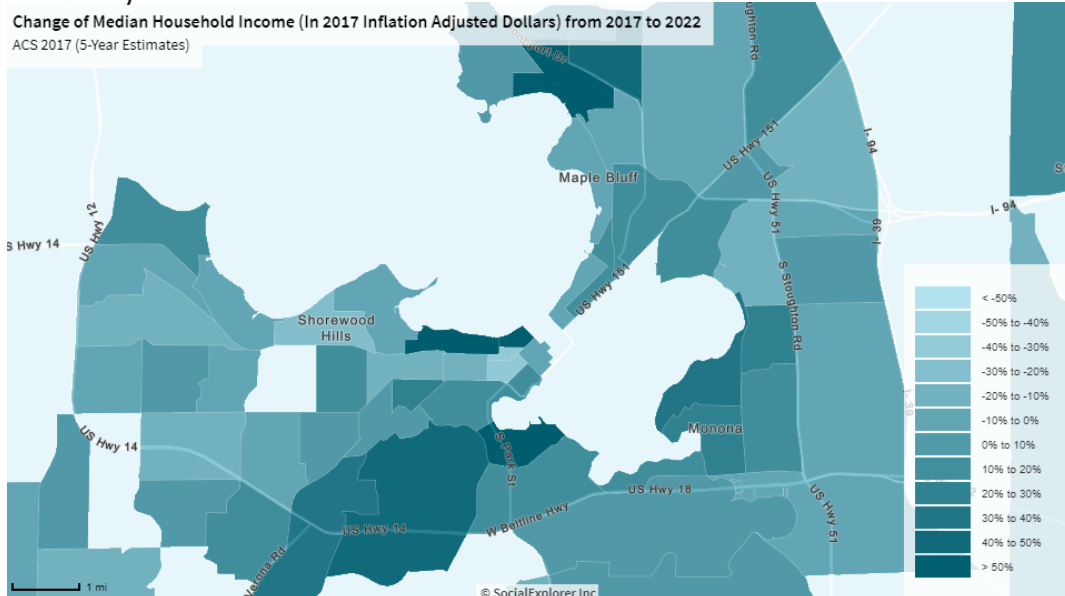 Change of Median Household Income (In 2017 Inflation Adjusted Dollars) from 2017 to 2022
ACS 2017 (5-Year Estimates)
Stoughton Rd
US Hwy 151
I- 94
Maple Bluff
US Hwy 12
US Hwy 51
I- 94
S Hwy 14
I-39
US Hwy 151
S Stoughton Rd
Shorewood
Hills
< -50%
-50% to -40%
-40% to -30%
-30% to -20%
-20% to -10%
-10% to 0%
0% to 10%
10% to 20%
20% to 30%
30% to 40%
40% to 50%
> 50%
I-39
Monona
US Hwy 14
S Park St
US Hwy 18
US Hwy 51
W Beltline Hwy
US Hwy 14
Verona Rd
1 mi
© SocialExplorer Inc